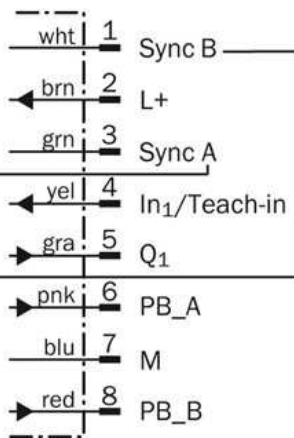 wht 1 Sync B
brn 2 L+
grn 3 Sync A
yel 4 In₁/Teach-in
gra 5 Q₁
pnk 6 PB_A
blu 7 M
red 8 PB_B